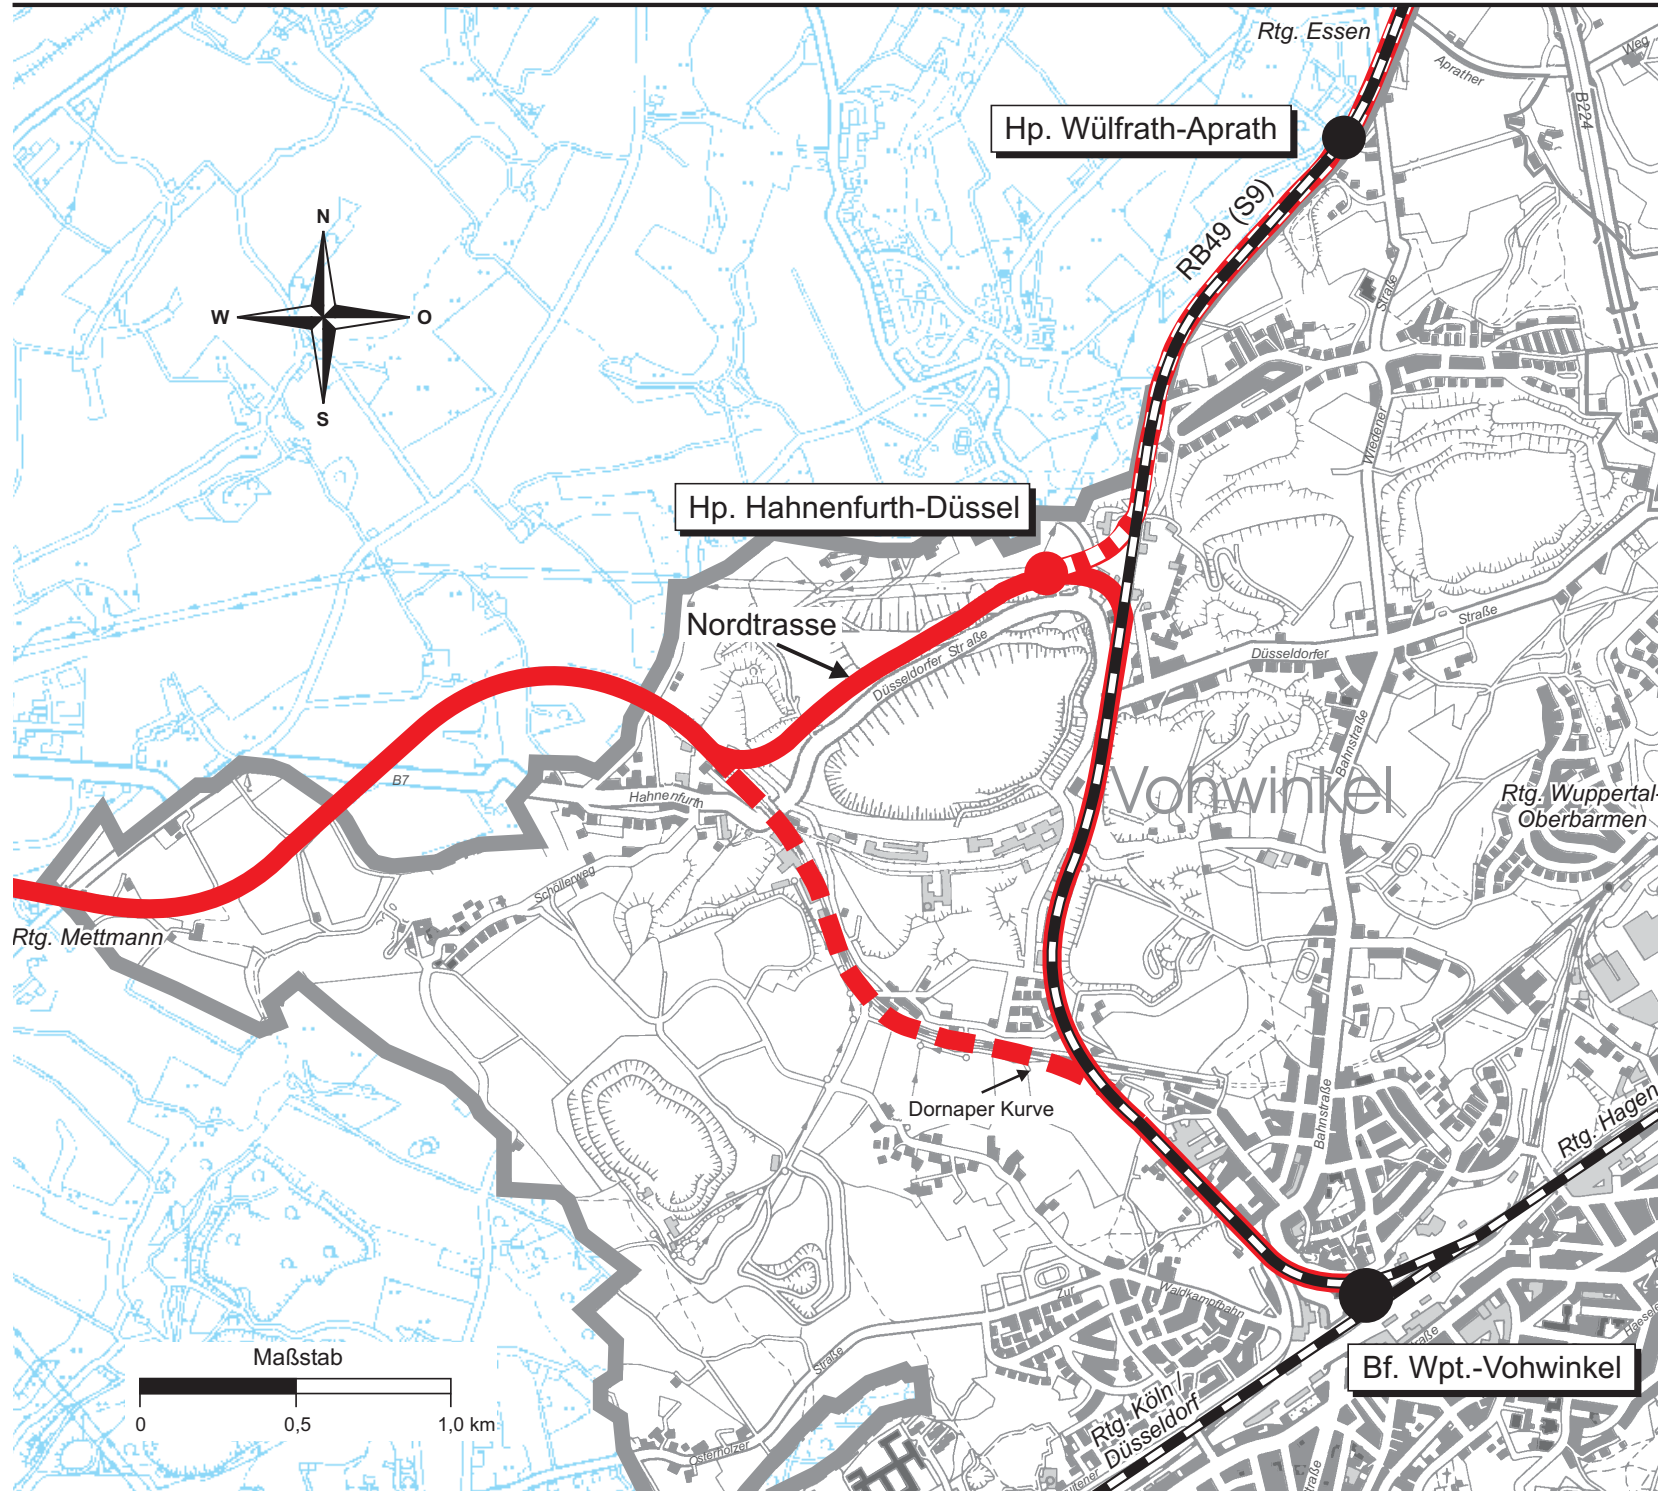 Rtg. Essen
Weg
Aprather
B224
Hp. Wülfrath-Aprath
RB49 (S9)
N
W
O
S
Straße
Wiedener
Hp. Hahnenfurth-Düssel
Nordtrasse
Düsseldorfer Straße
Straße
Düsseldorfer
Bahnstraße
B7
Hahnenfurth
Vohwinkel
Rtg. Wuppertal-
Oberbarmen
Schöllerweg
Rtg. Mettmann
Dornaper Kurve
Bahnstraße
Rtg. Hagen
Zur
Waldkampfbahn
Straße
Maßstab
0
0,5
1,0 km
Bf. Wpt.-Vohwinkel
Rtg. Köln /
Düsseldorf
Osterholzer